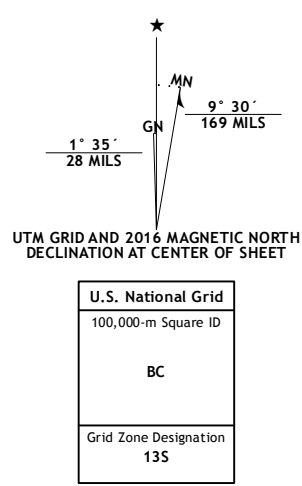 ★
MN
9° 30´
169 MILS
GN
1° 35´
28 MILS
UTM GRID AND 2016 MAGNETIC NORTH
DECLINATION AT CENTER OF SHEET
U.S. National Grid
100,000-m Square ID
BC
Grid Zone Designation
13S